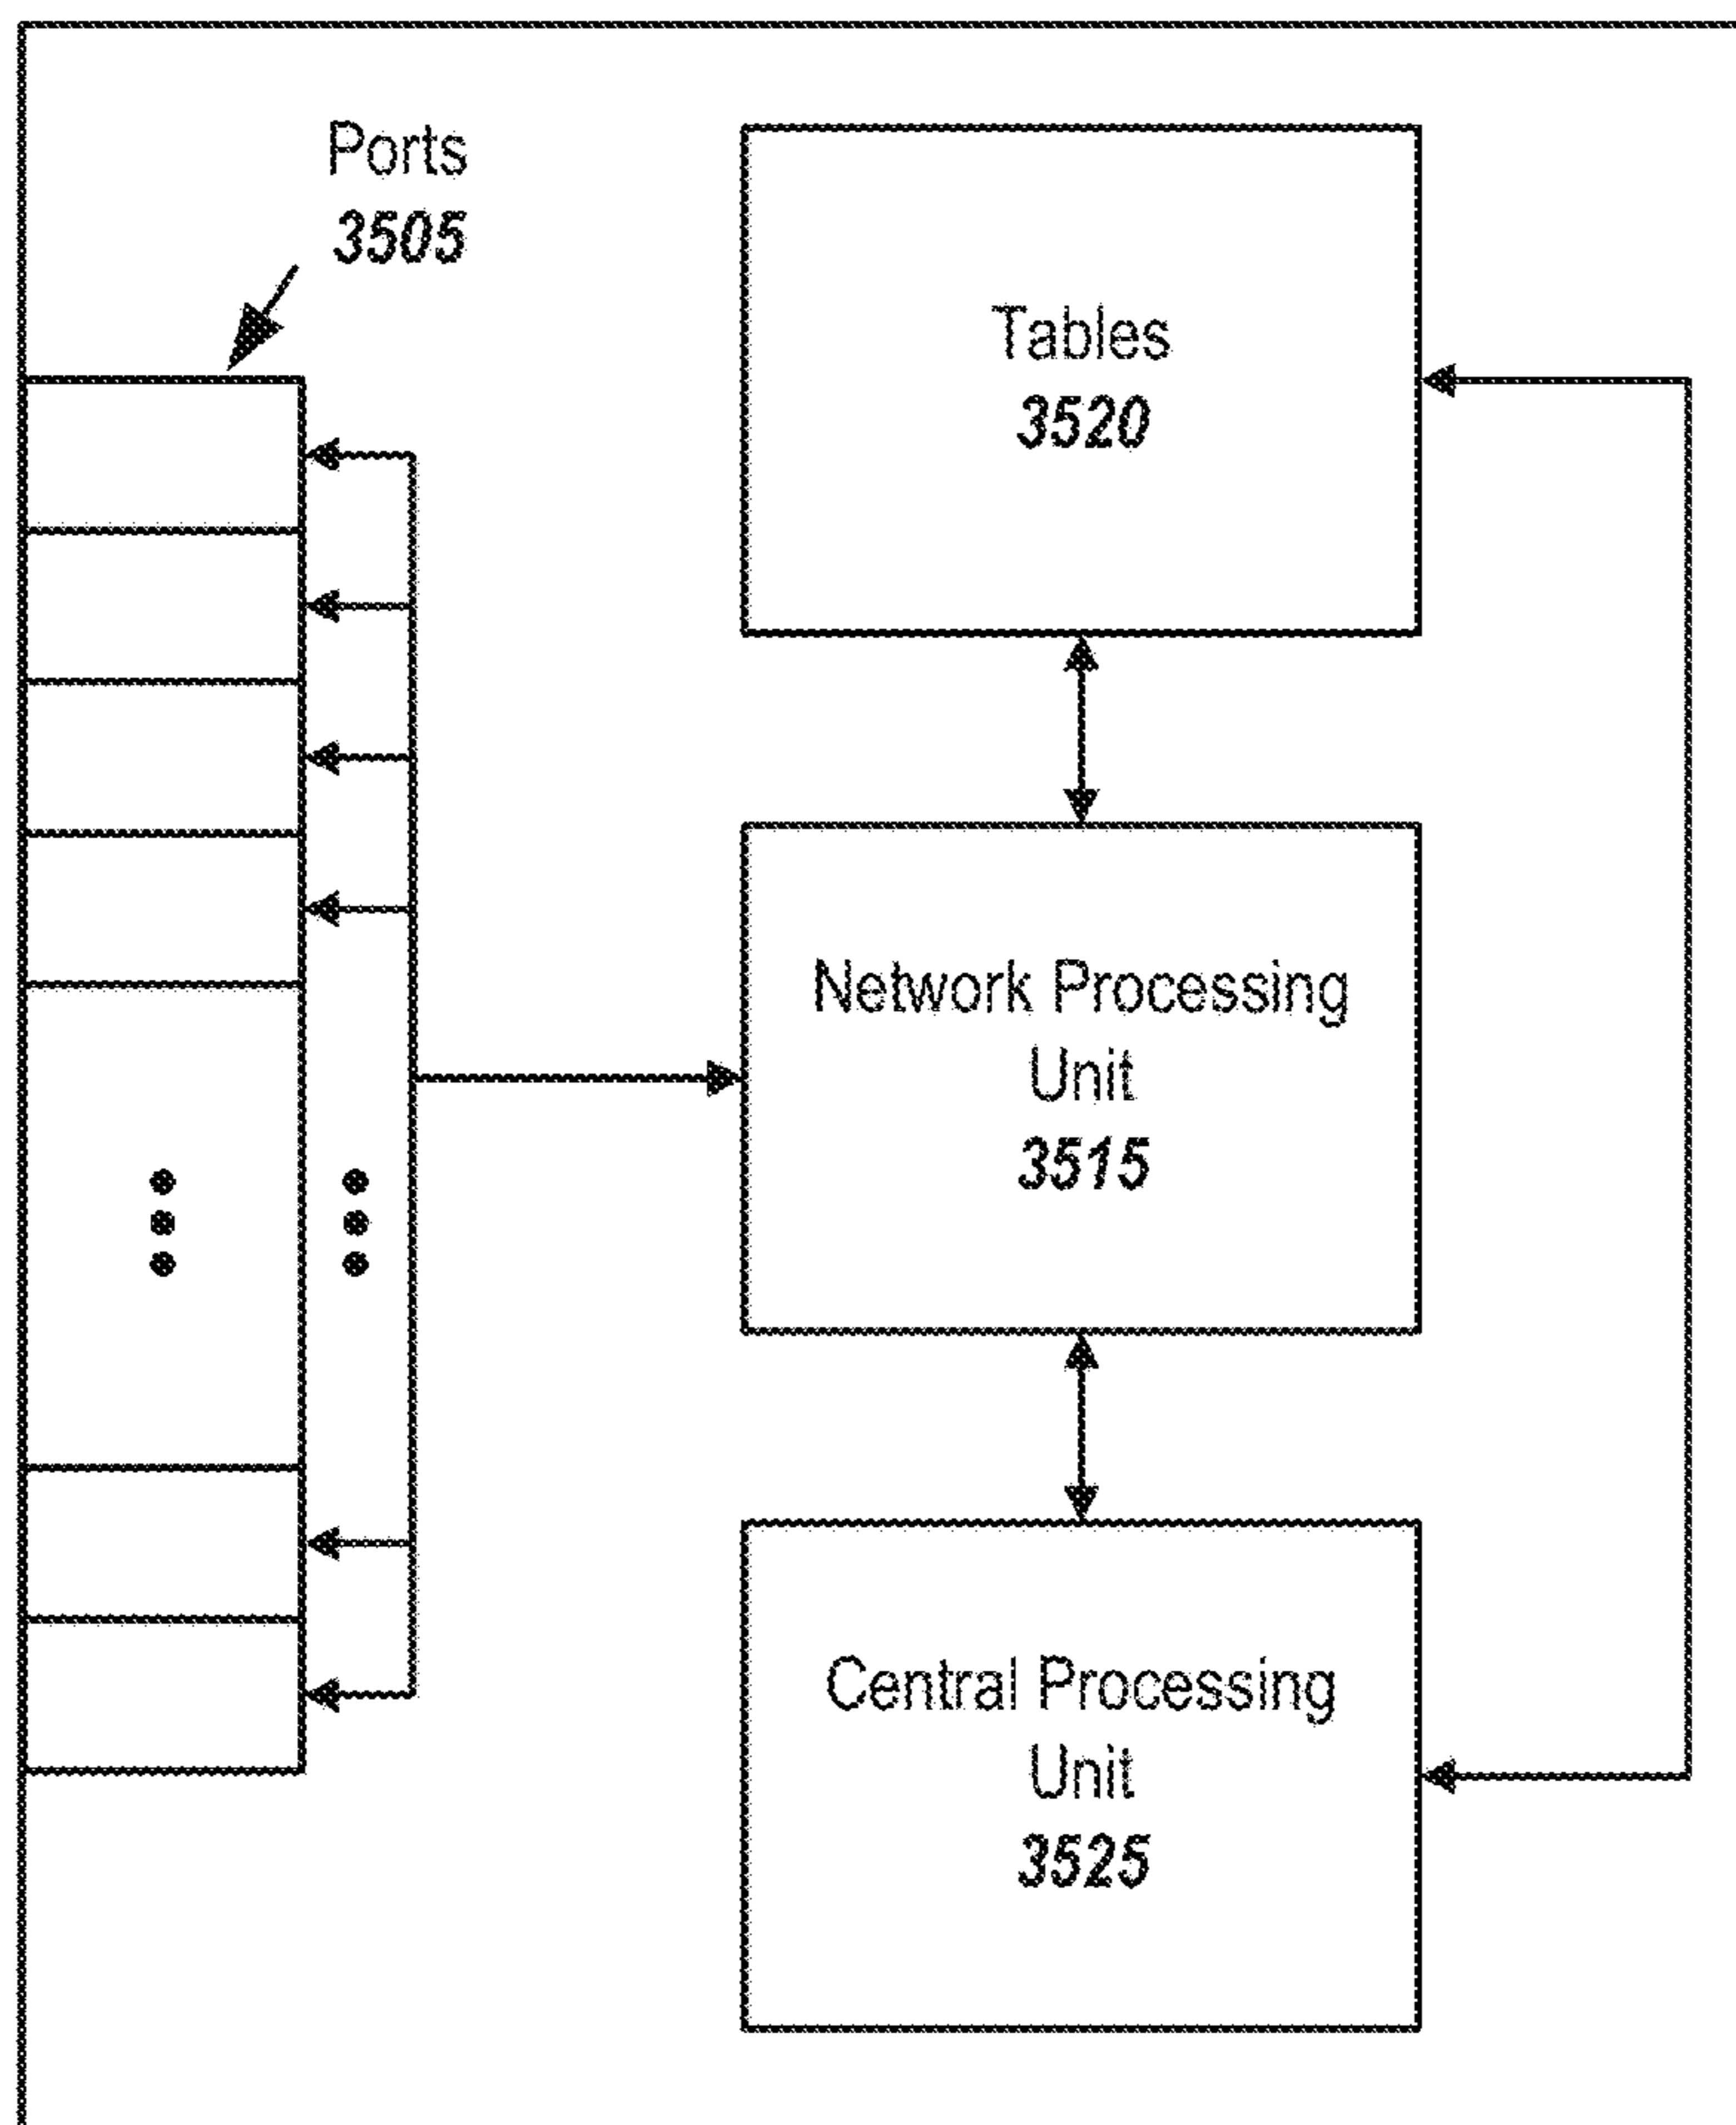 Ports
3505
Tables
3520
Network Processing
Unit
3515
Central Processing
Unit
3525